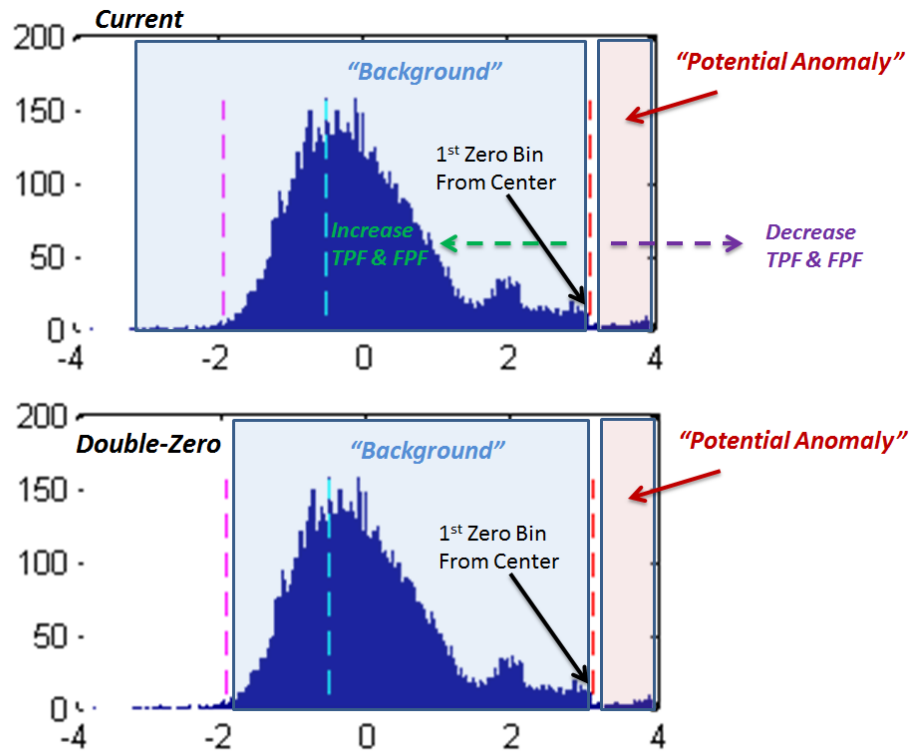 Current
200
150
100
50
0
-4
-2
0
2
4
“Background”
“Potential Anomaly”
1st Zero Bin
From Center
Increase
TPF & FPF
Decrease
TPF & FPF
Double-Zero
200
150
100
50
0
-4
-2
0
2
4
“Background”
“Potential Anomaly”
1st Zero Bin
From Center